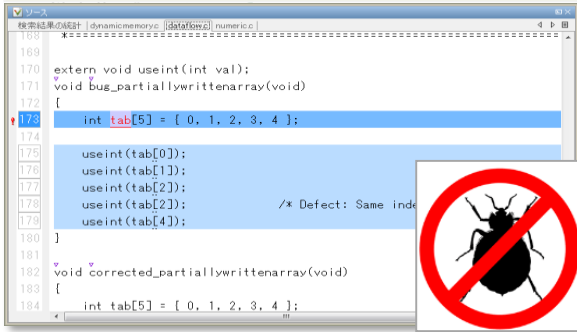 ソース
検索結果の統計 dynamicmemory.c dataflow.c numeric.c
168 *=
169
170 extern void useint(int val);
171 void bug_partiallywrittenarray(void)
172 {
173 int tab[5] = { 0, 1, 2, 3, 4 };
174
175 useint(tab[0]);
176 useint(tab[1]);
177 useint(tab[2]);
178 useint(tab[2]); /* Defect: Same inde
179 useint(tab[4]);
180 }
181
182 void corrected_partiallywrittenarray(void)
183 {
184 int tab[5] = { 0, 1, 2, 3, 4 };